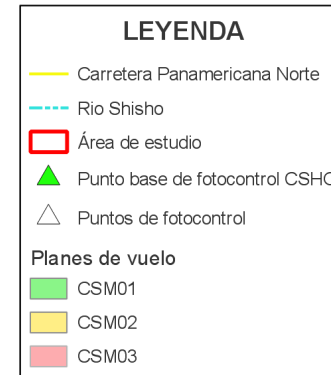 LEYENDA
Carretera Panamericana Norte
Rio Shisho
Área de estudio
Punto base de fotocontrol CSHO
Puntos de fotocontrol
Planes de vuelo
CSM01
CSM02
CSM03